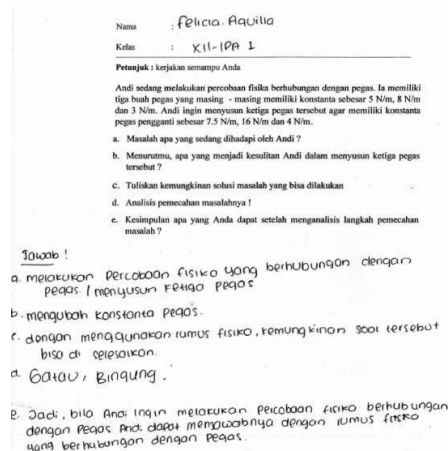 Nama : Felicia. Aquilla
Kelas : XII-IPA 1
Petunjuk : kerjakan semampu Anda
Andi sedang melakukan percobaan fisika berhubungan dengan pegas. Ia memiliki
tiga buah pegas yang masing - masing memiliki konstanta sebesar 5 N/m, 8 N/m
dan 3 N/m. Andi ingin menyusun ketiga pegas tersebut agar memiliki konstanta
pegas pengganti sebesar 7.5 N/m, 16 N/m dan 4 N/m.
a. Masalah apa yang sedang dihadapi oleh Andi ?
b. Menurutmu, apa yang menjadi kesulitan Andi dalam menyusun ketiga pegas
tersebut ?
c. Tuliskan kemungkinan solusi masalah yang bisa dilakukan
d. Analisis pemecahan masalahnya !
e. Kesimpulan apa yang Anda dapat setelah menganalisis langkah pemecahan
masalah ?
Jawab !
a. melakukan percobaan fisika yang berhubungan dengan
pegas. / menyusun ketiga pegas
b. mengubah konstanta pegas.
c. dengan menggunakan rumus fisika, kemungkinan soal tersebut
bisa di selesaikan.
d. Gatau, Bingung.
e. Jadi, bila Andi ingin melakukan percobaan fisika berhubungan
dengan pegas Andi dapat menjawabnya dengan rumus fisika
yang berhubungan dengan pegas.